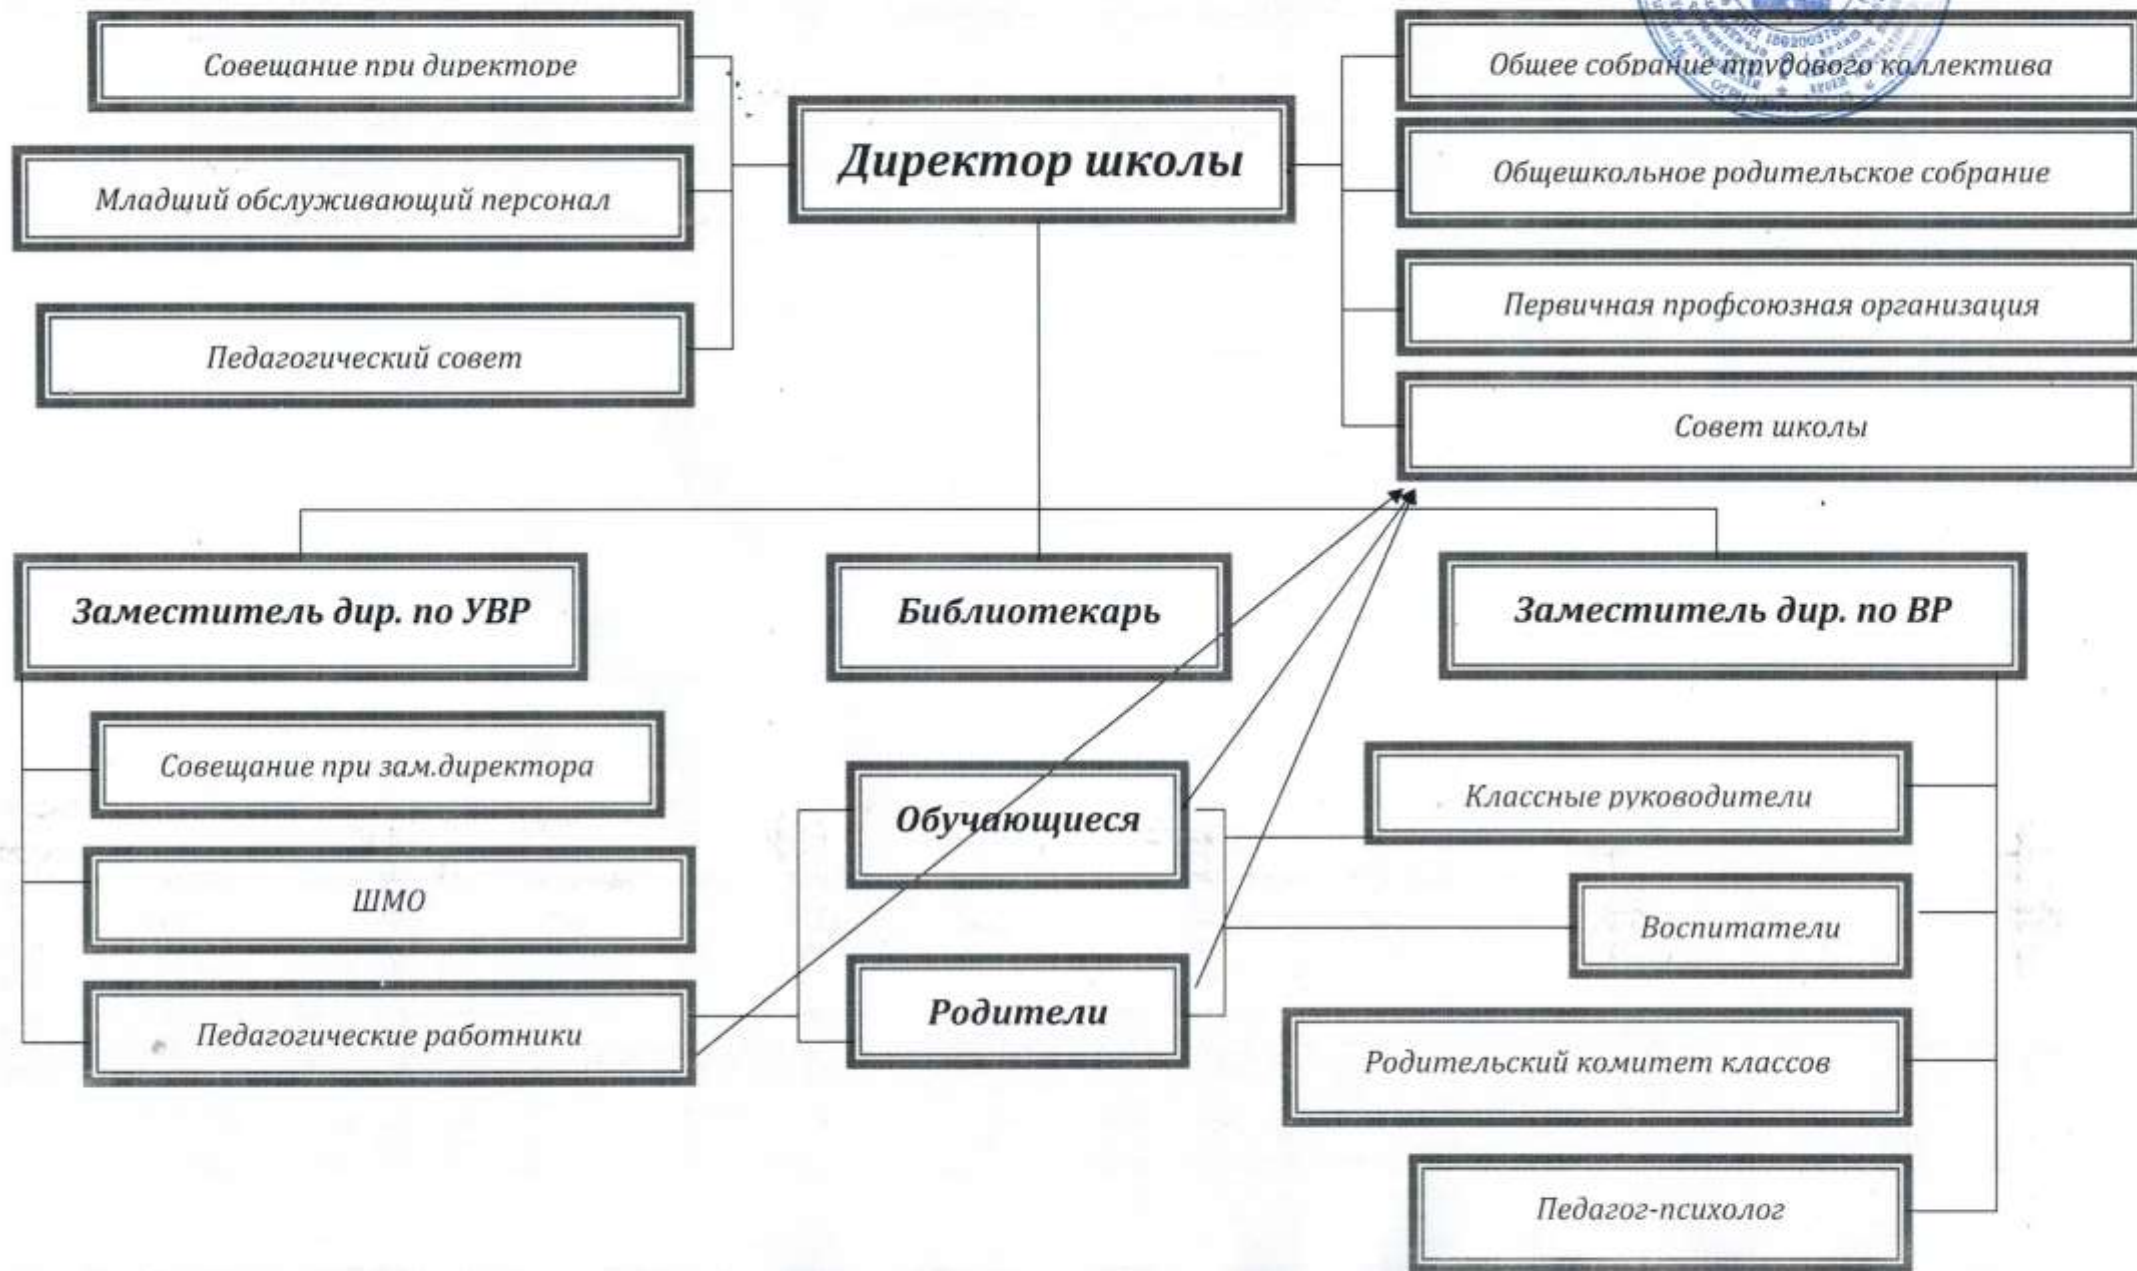 Совещание при директоре
Общее собрание трудового коллектива
Директор школы
Младший обслуживающий персонал
Общешкольное родительское собрание
Первичная профсоюзная организация
Педагогический совет
Совет школы
Заместитель дир. по УВР
Библиотекарь
Заместитель дир. по ВР
Совещание при зам.директора
Обучающиеся
Классные руководители
ШМО
Воспитатели
Педагогические работники
Родители
Родительский комитет классов
Педагог-психолог